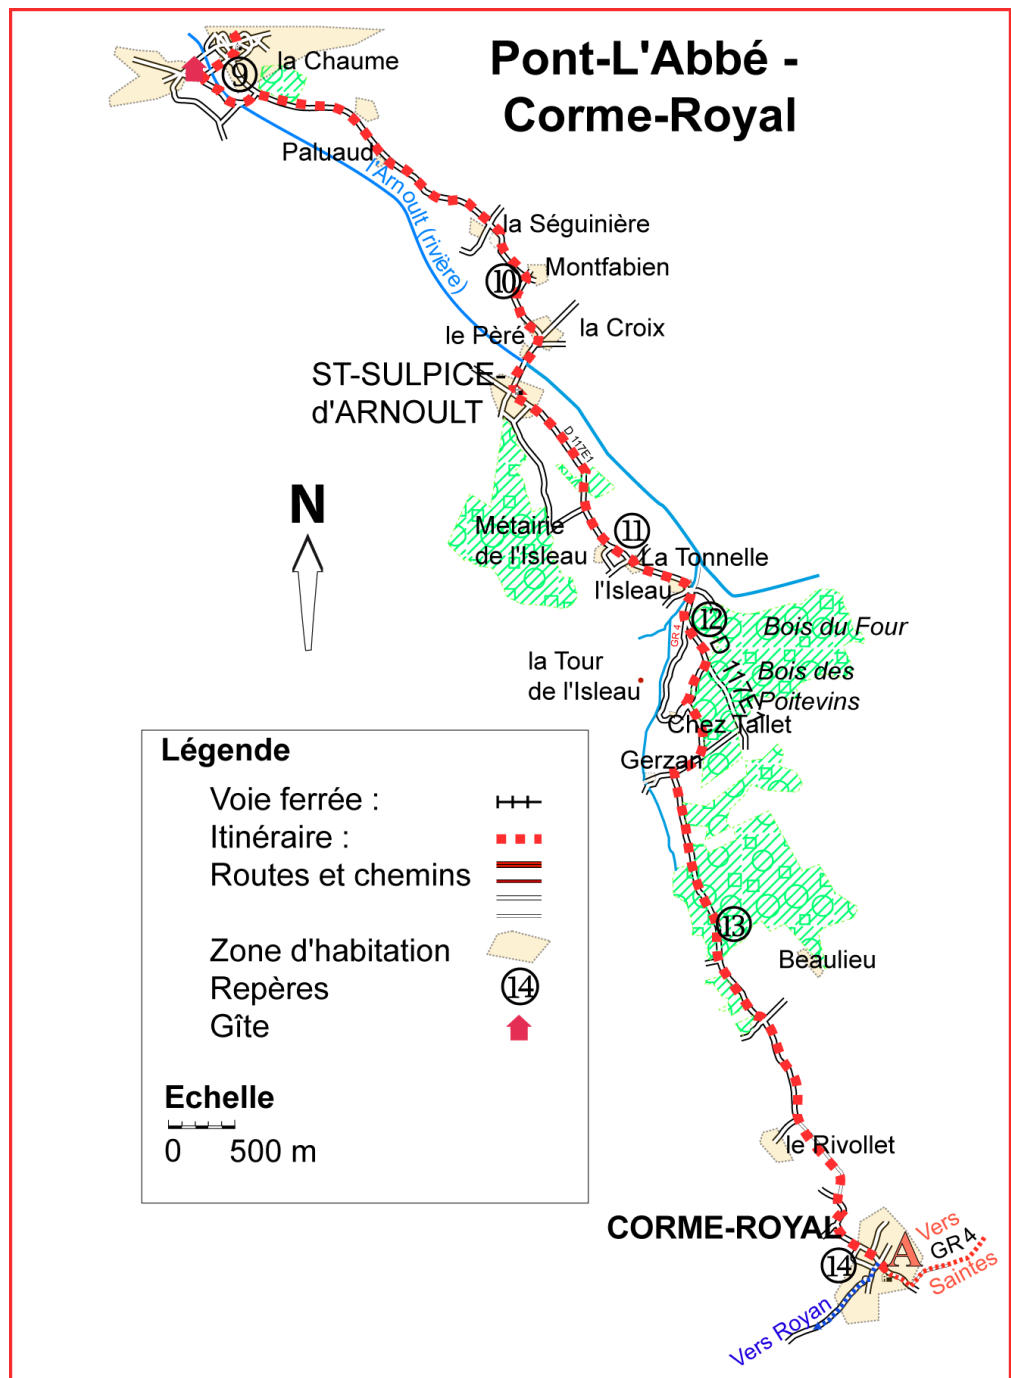 Pont-L'Abbé -
Corme-Royal
la Chaume
9
Paluaud
l'Arnoult (rivière)
la Séguinière
10
Montfabien
la Croix
le Pèré
ST-SULPICE-
d'ARNOULT
D 117E1
N
11
Métairie
de l'Isleau
La Tonnelle
l'Isleau
12
Bois du Four
GR 4
D 117E1
la Tour
de l'Isleau
Bois des
Poitevins
Chez Tallet
Gerzan
Légende
Voie ferrée :
Itinéraire :
Routes et chemins
Zone d'habitation
Repères
14
Gîte
Echelle
0 500 m
13
Beaulieu
le Rivollet
CORME-ROYAL
A
Vers
GR 4
Saintes
14
Vers Royan